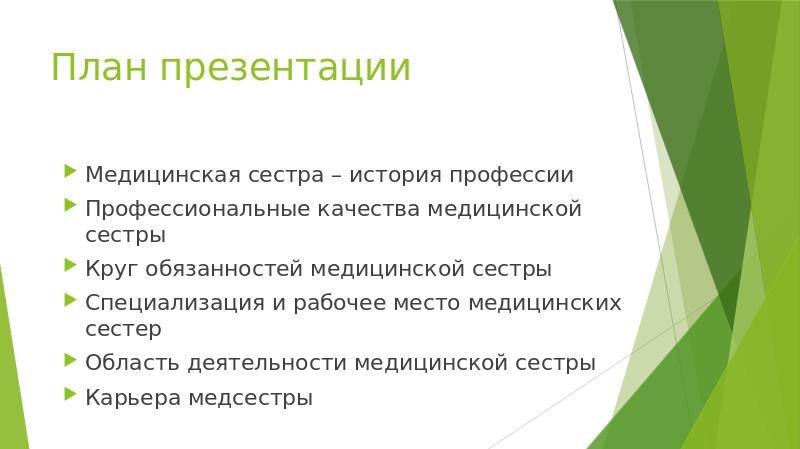 План презентации
Медицинская сестра – история профессии
Профессиональные качества медицинской
сестры
Круг обязанностей медицинской сестры
Специализация и рабочее место медицинских
сестер
Область деятельности медицинской сестры
Карьера медсестры